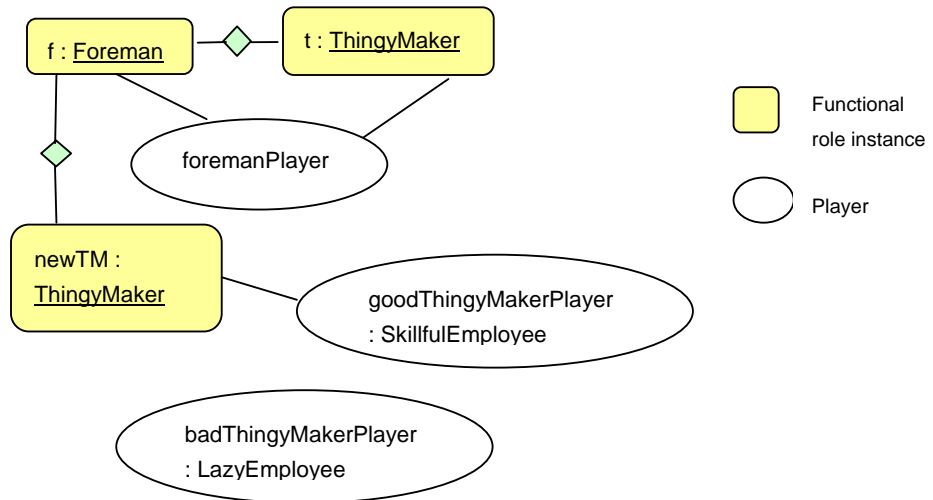 f : Foreman
t : ThingyMaker
Functional
role instance
foremanPlayer
Player
newTM :
ThingyMaker
goodThingyMakerPlayer
: SkillfulEmployee
badThingyMakerPlayer
: LazyEmployee